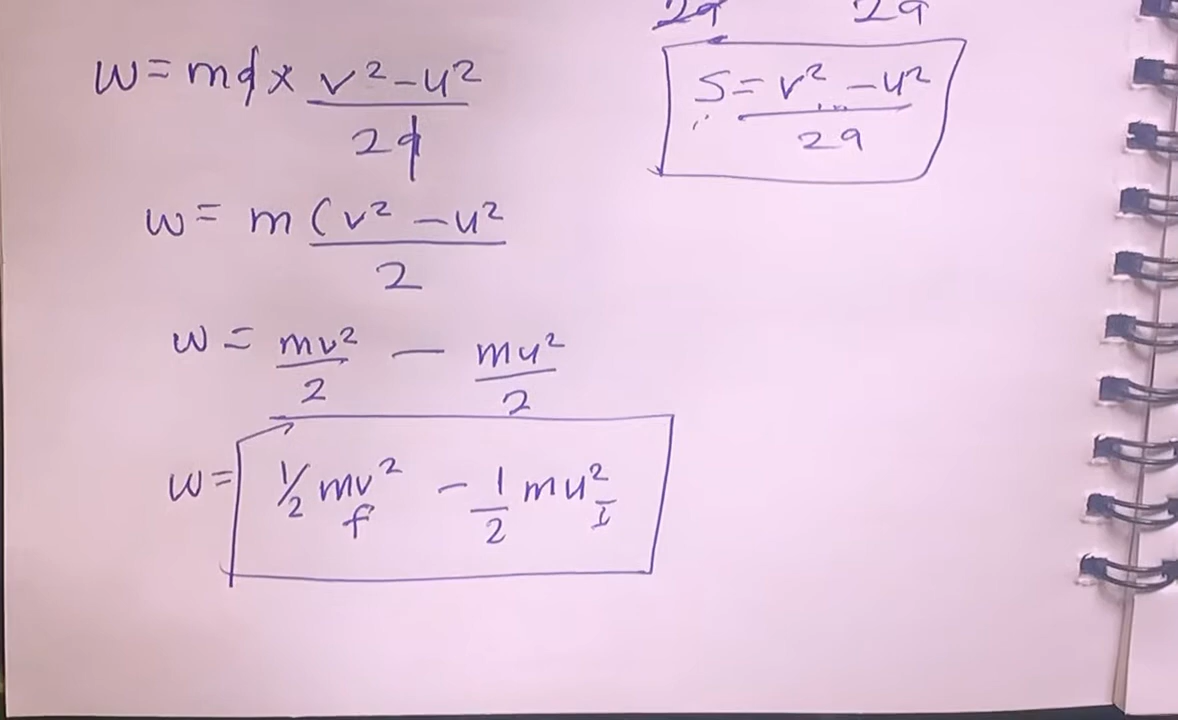 2a 2a
S = v² - u²
2a
w = ma × v² - u²
2a
w = m (v² - u²
2
w = mv² - mu²
2 2
w = ½ mv² - 1 mu²
f 2 I